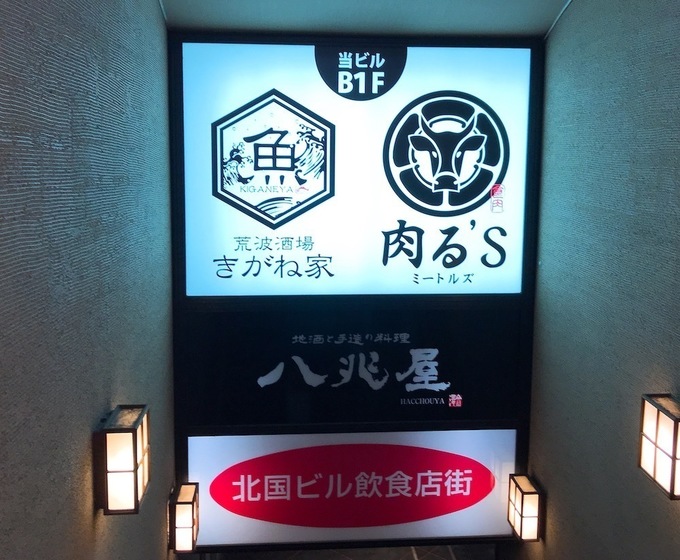 当ビル
B1F
魚
KIGANEYA
荒波酒場
きがね家
肉る'S
ミートルズ
地酒と手造り料理
八兆屋
HACCHOUYA
北国ビル飲食店街